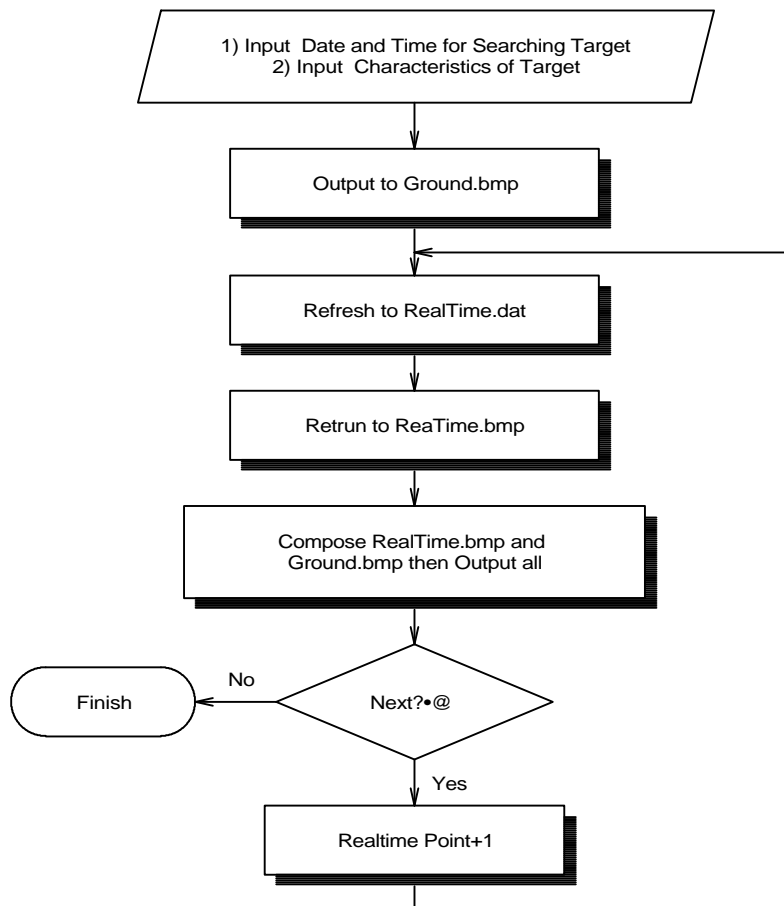 1) Input Date and Time for Searching Target
2) Input Characteristics of Target
Output to Ground.bmp
Refresh to RealTime.dat
Retrun to ReaTime.bmp
Compose RealTime.bmp and
Ground.bmp then Output all
No
Finish
Next?•@
Yes
Realtime Point+1